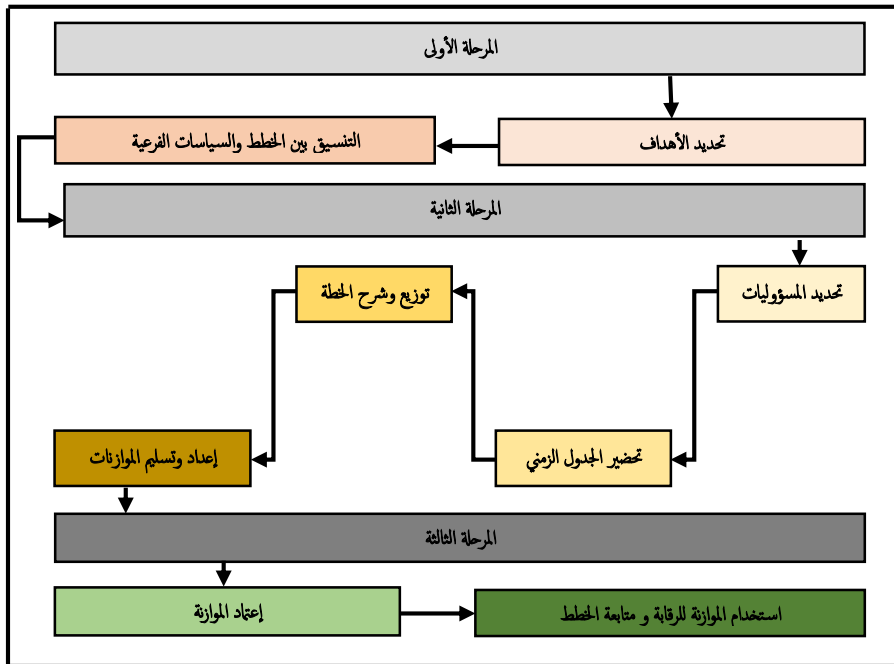 المرحلة الأولى
تحديد الأهداف
التنسيق بين الخطط والسياسات الفرعية
المرحلة الثانية
تحديد المسؤوليات
تحضير الجدول الزمني
توزيع وشرح الخطة
إعداد وتسليم الموازنات
المرحلة الثالثة
إعتماد الموازنة
استخدام الموازنة للرقابة و متابعة الخطط